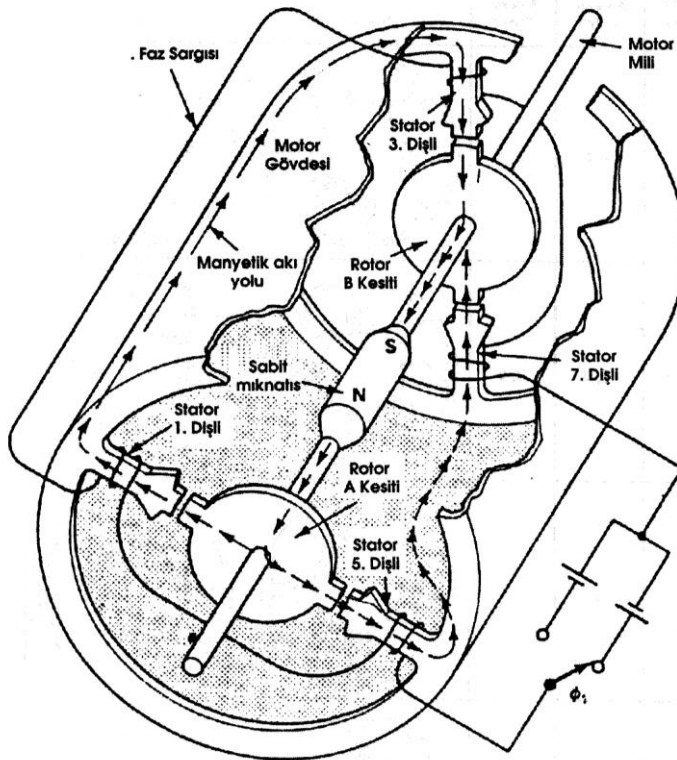 . Faz Sargısı
Motor
Mili
Stator
3. Dişli
Motor
Gövdesi
Manyetik akı
yolu
Rotor
B Kesiti
S
Sabit
mıknatıs
N
Stator
7. Dişli
Stator
1. Dişli
Rotor
A Kesiti
Stator
5. Dişli